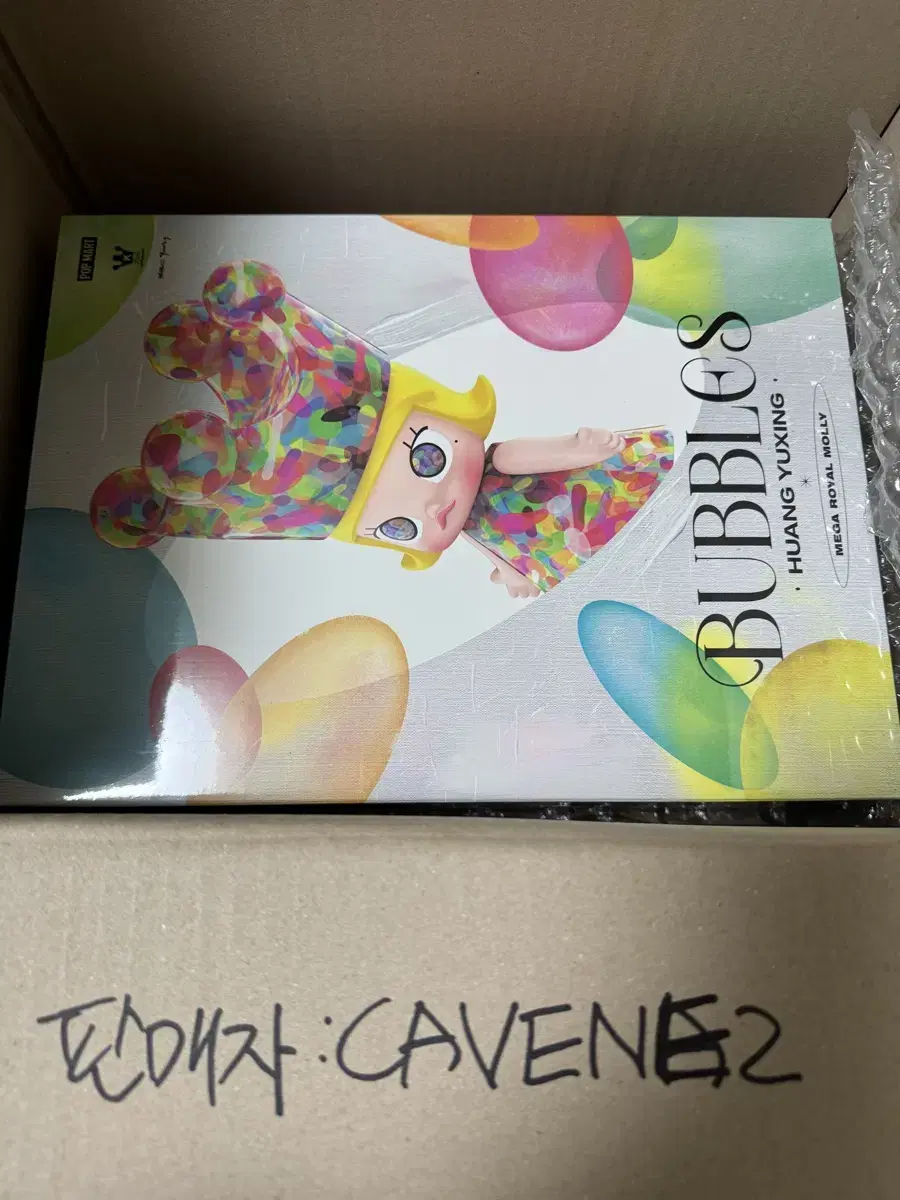 POP MART
BUBBLES
· HUANG YUXING ·
MEGA ROYAL MOLLY
판매자:CAVENE2